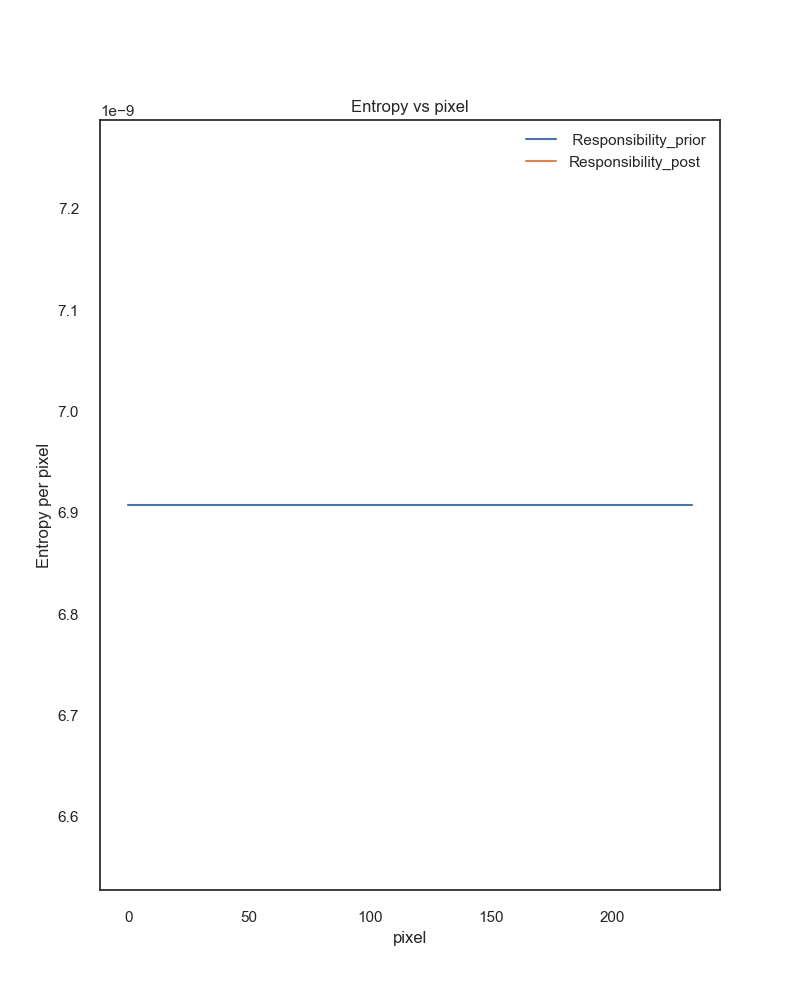 Entropy vs pixel
1e−9
Responsibility_prior
Responsibility_post
7.2
7.1
7.0
6.9
6.8
6.7
6.6
Entropy per pixel
0 50 100 150 200
pixel